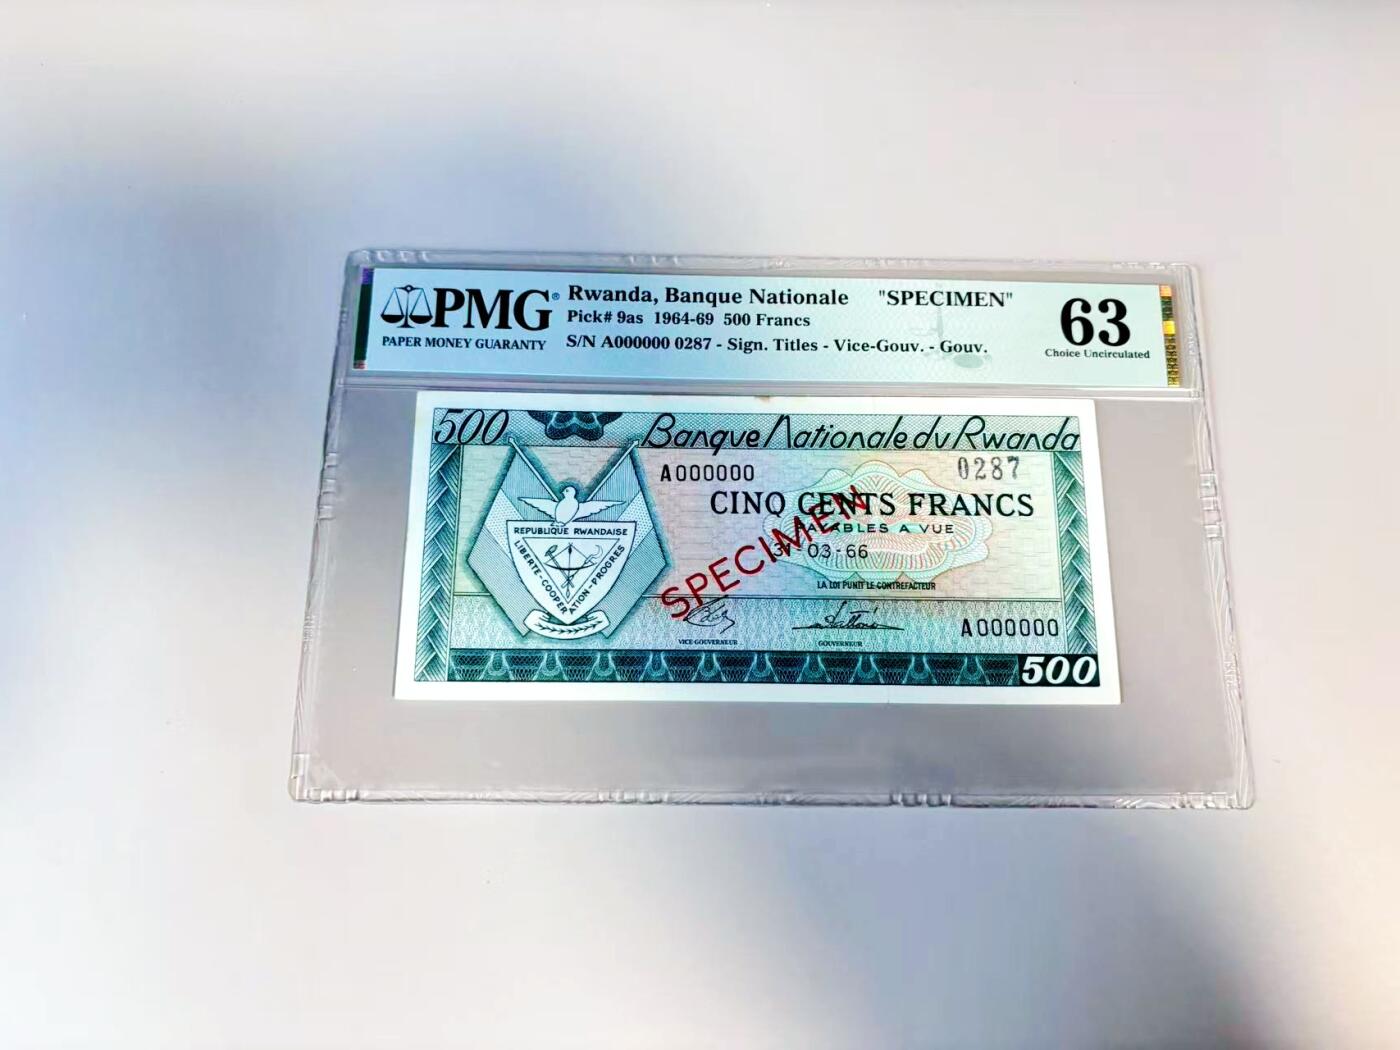 PMG®
PAPER MONEY GUARANTY
Rwanda, Banque Nationale "SPECIMEN"
Pick# 9as 1964-69 500 Francs
S/N A000000 0287 - Sign. Titles - Vice-Gouv. - Gouv.
63
Choice Uncirculated
500
Banque Nationale du Rwanda
A000000
0287
CINQ CENTS FRANCS
PAYABLES A VUE
31-03-66
SPECIMEN
LA LOI PUNIT LE CONTREFACTEUR
REPUBLIQUE RWANDAISE
LIBERTE-COOPERATION-PROGRES
VICE-GOUVERNEUR
GOUVERNEUR
A000000
500